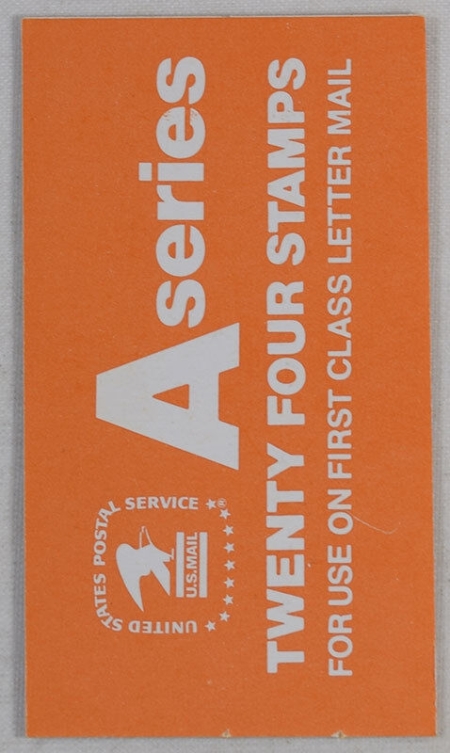 UNITED STATES POSTAL SERVICE ®
U.S.MAIL
A series
TWENTY FOUR STAMPS
FOR USE ON FIRST CLASS LETTER MAIL